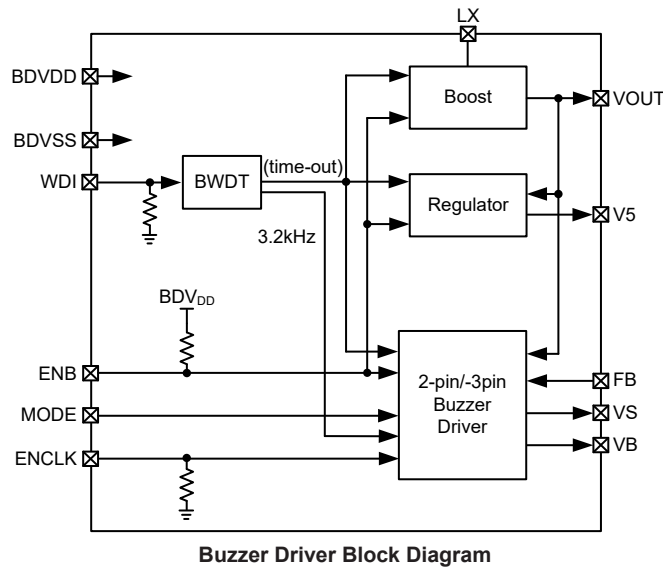 LX
BDVDD
Boost
VOUT
BDVSS
(time-out)
WDI
BWDT
Regulator
V5
3.2kHz
BDVDD
ENB
2-pin/-3pin
Buzzer
Driver
FB
MODE
VS
VB
ENCLK
Buzzer Driver Block Diagram